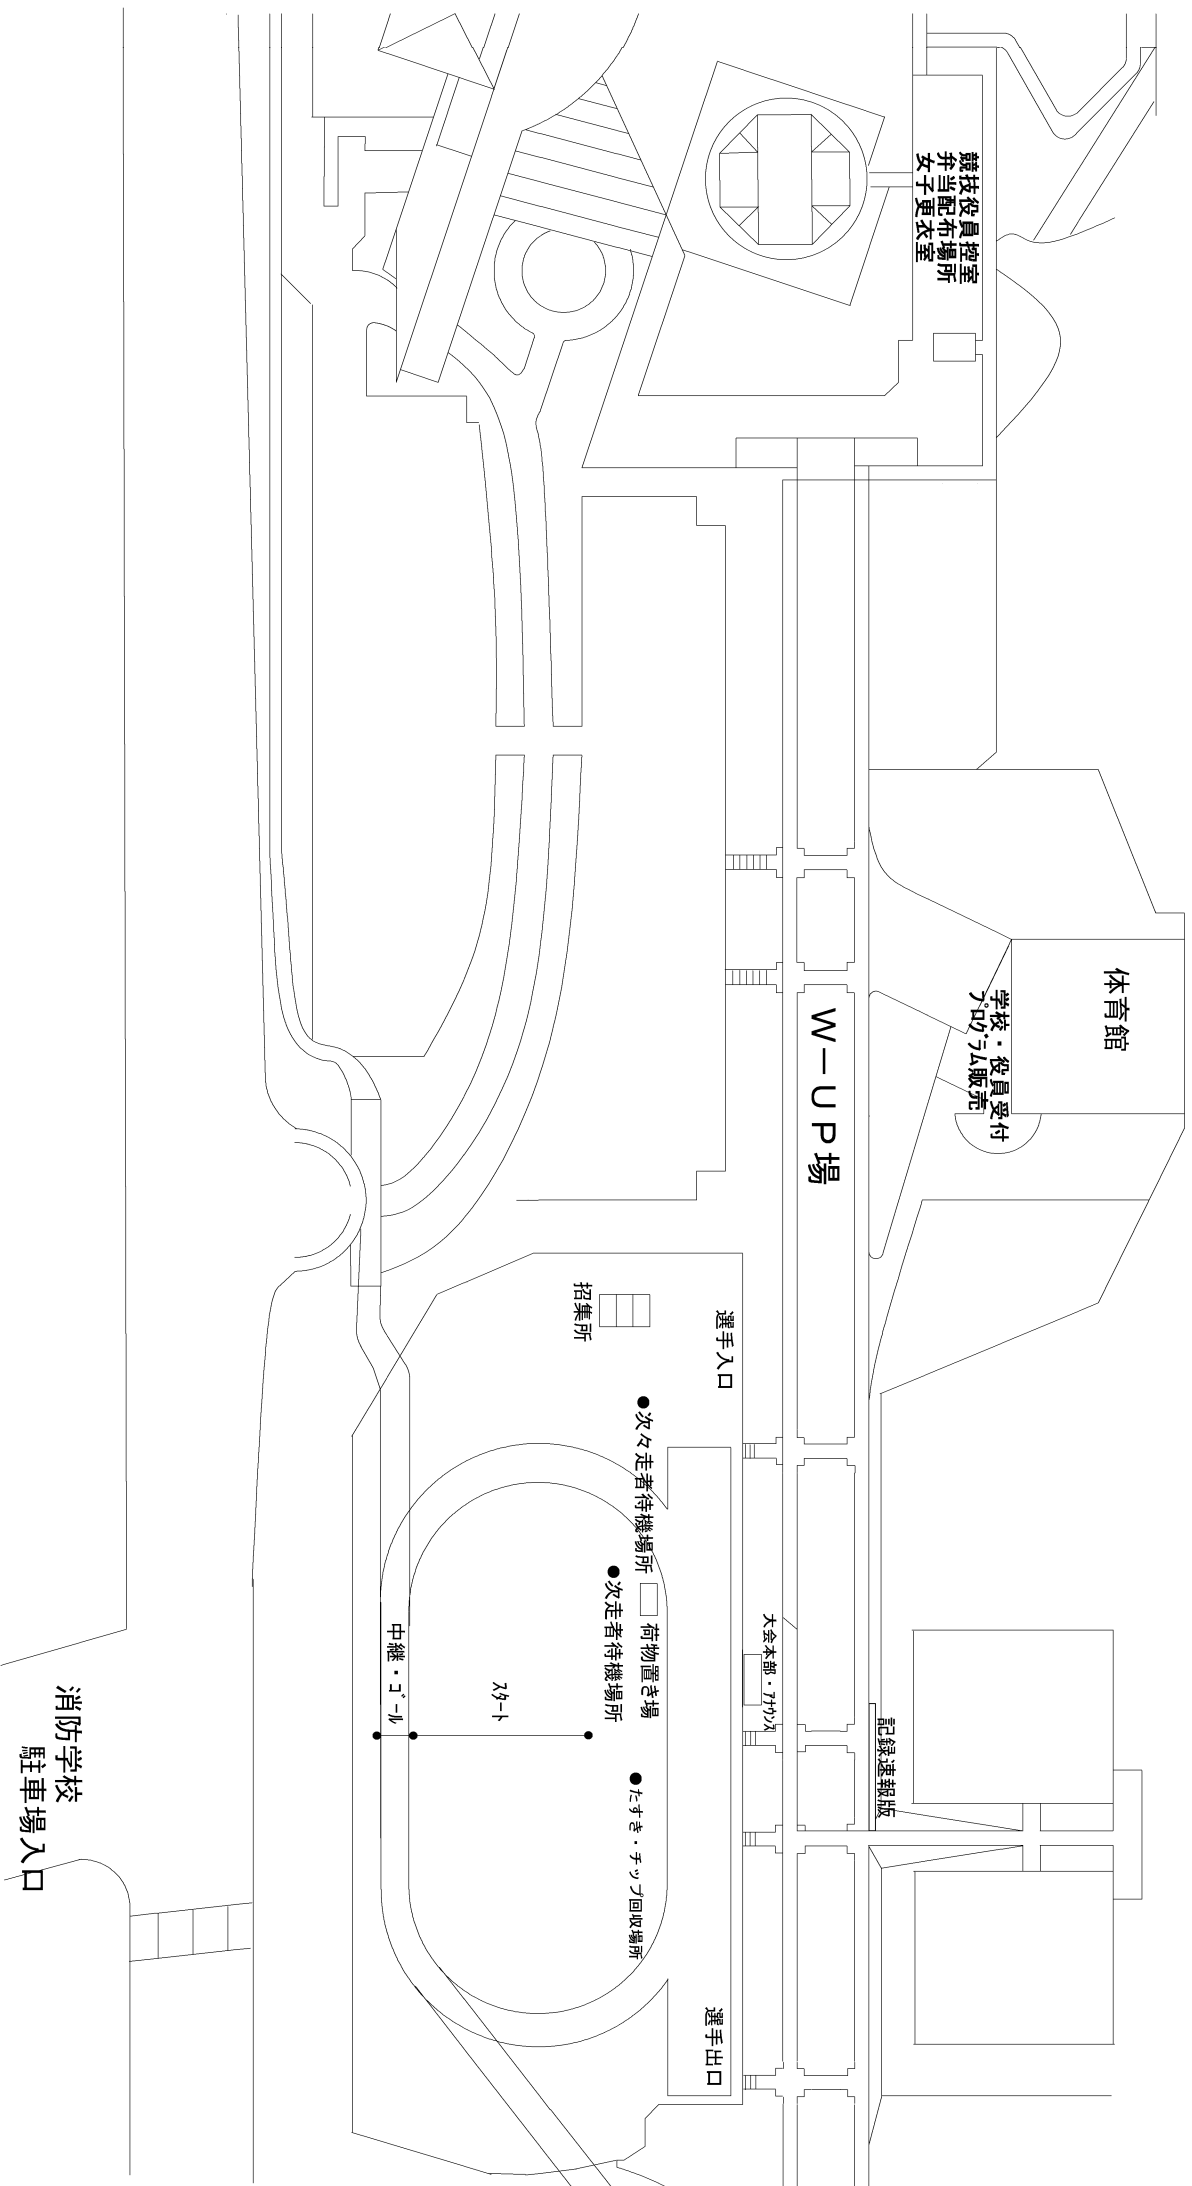 競技役員控室
弁当配布場所
女子更衣室
体育館
学校・役員受付
プログラム販売
W－UP場
招集所
選手入口
●次々走者待機場所
●次走者待機場所
荷物置き場
大会本部・アナウンス
中継・ゴール
スタート
記録速報版
●たすき・チップ回収場所
選手出口
消防学校
駐車場入口